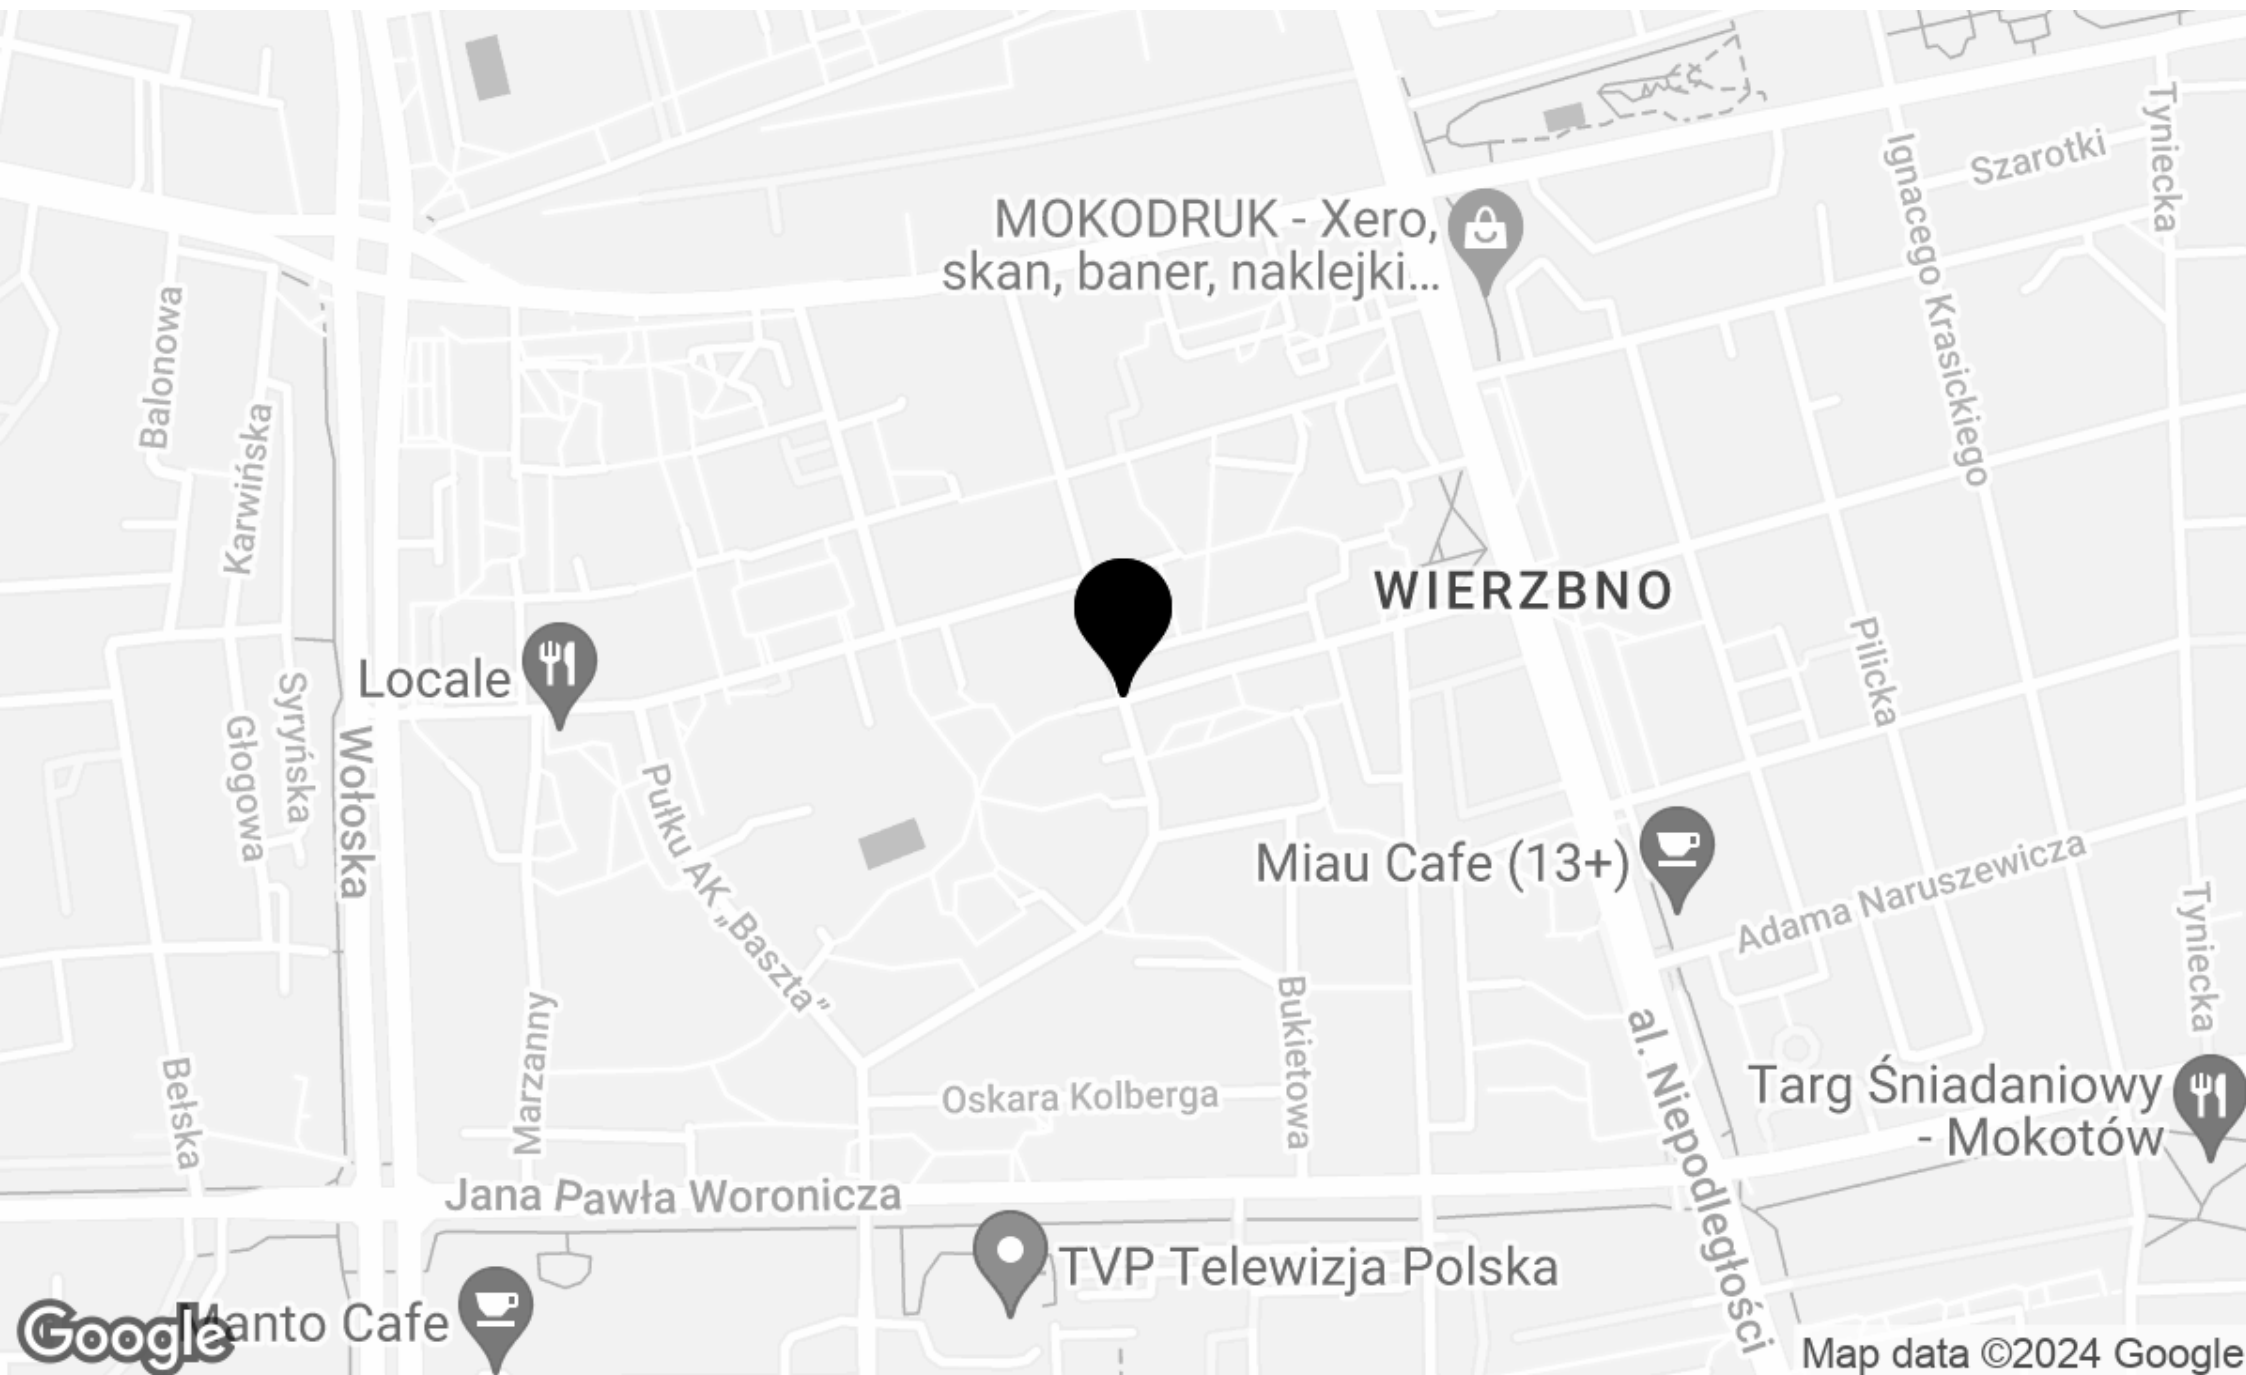 Tyniecka
Szarotki
Ignacego Krasickiego
MOKODRUK - Xero,
skan, baner, naklejki...
Balonowa
Karwińska
WIERZBNO
Locale
Pilicka
Syryńska
Głogowa
Wołoska
Pułku AK „Baszta”
Miau Cafe (13+)
Adama Naruszewicza
Tyniecka
Marzanny
Bukietowa
al. Niepodległości
Bełska
Oskara Kolberga
Targ Śniadaniowy
- Mokotów
Jana Pawła Woronicza
TVP Telewizja Polska
Manto Cafe
Google
Map data ©2024 Google